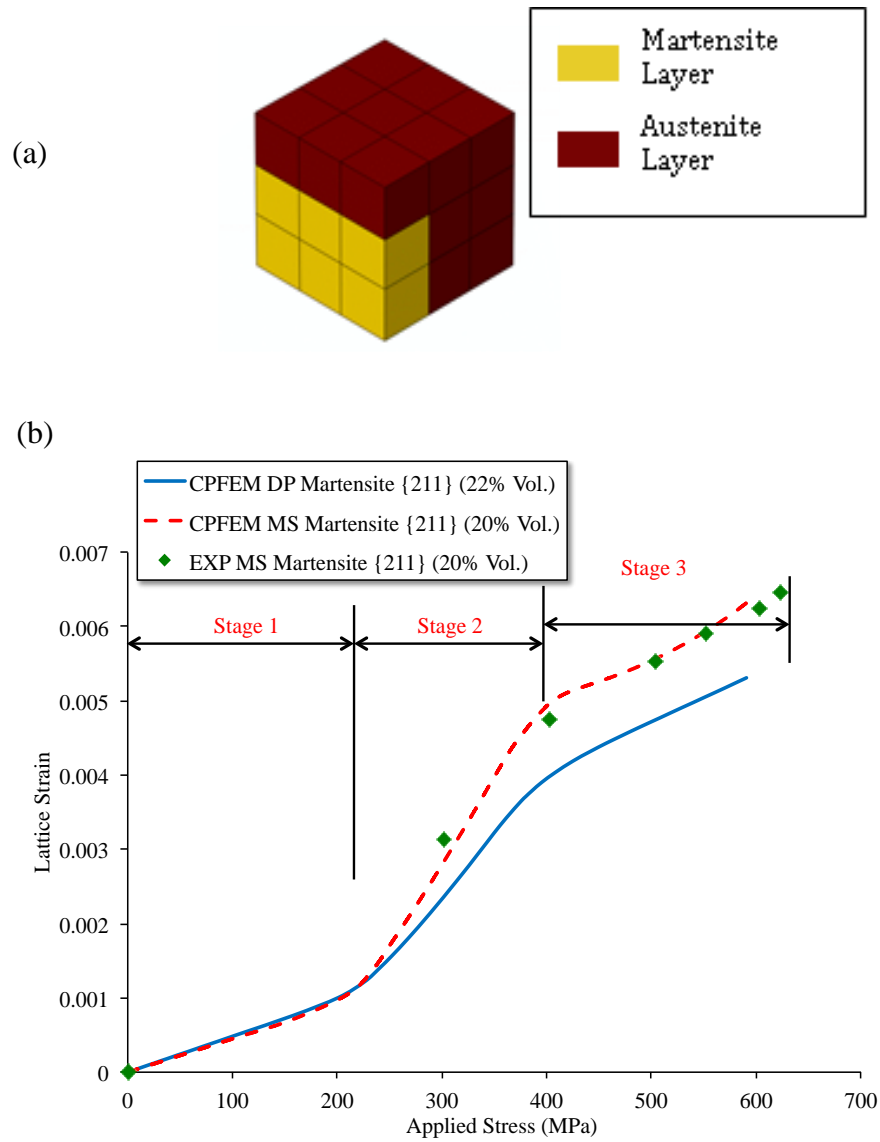 (a)
Martensite
Layer
Austenite
Layer
(b)
CPFEM DP Martensite {211} (22% Vol.)
CPFEM MS Martensite {211} (20% Vol.)
EXP MS Martensite {211} (20% Vol.)
Stage 1
Stage 2
Stage 3
0.007
0.006
0.005
0.004
0.003
0.002
0.001
0
Lattice Strain
0 100 200 300 400 500 600 700
Applied Stress (MPa)